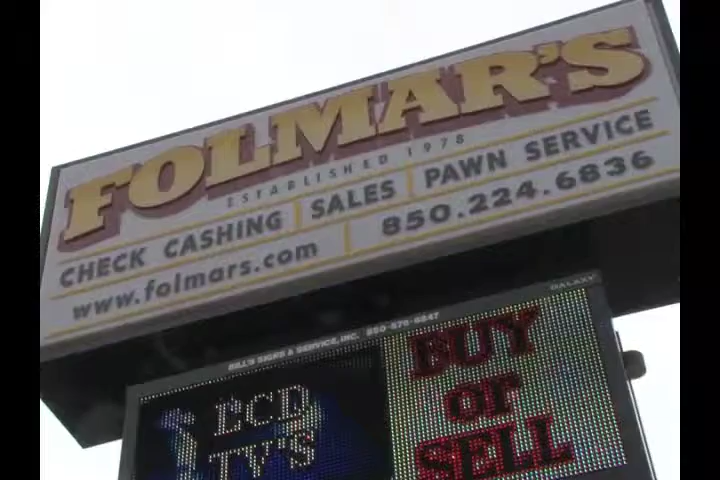 FOLMAR'S
ESTABLISHED 1978
CHECK CASHING SALES PAWN SERVICE
www.folmars.com 850.224.6836
GALAXY
BILL'S SIGNS & SERVICE, INC. 850-576-6847
LCD
TV'S
BUY
or
SELL